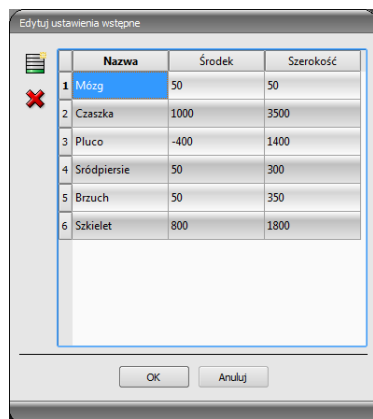 Edytuj ustawienia wstępne
Nazwa Środek Szerokość
1 Mózg 50 50
2 Czaszka 1000 3500
3 Pluco -400 1400
4 Sródpiersie 50 300
5 Brzuch 50 350
6 Szkielet 800 1800
OK Anuluj